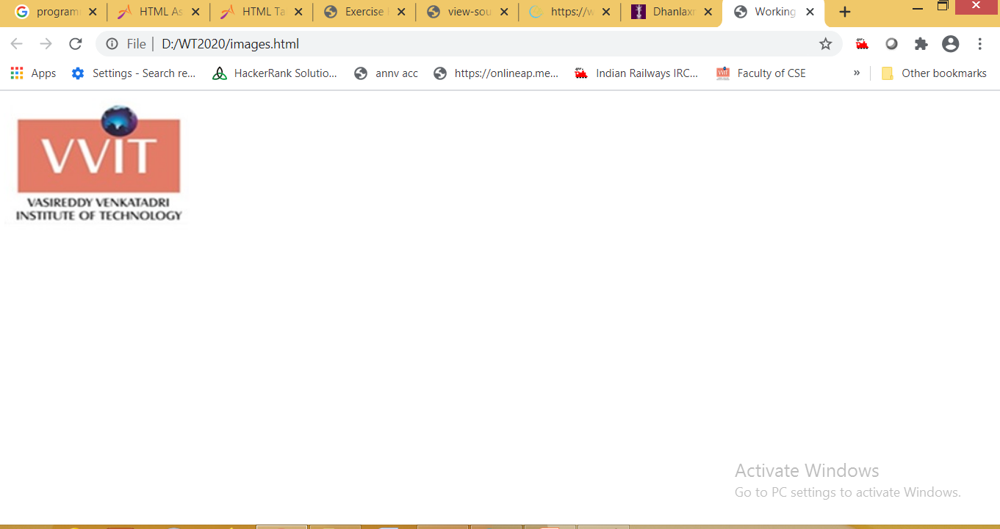 program HTML As HTML Ta Exercise view-sou https://w Dhanlaxr Working
File D:/WT2020/images.html
Apps Settings - Search re... HackerRank Solutio... annv acc https://onlineap.me... Indian Railways IRC... Faculty of CSE » Other bookmarks
VVIT
VASIREDDY VENKATADRI
INSTITUTE OF TECHNOLOGY
Activate Windows
Go to PC settings to activate Windows.